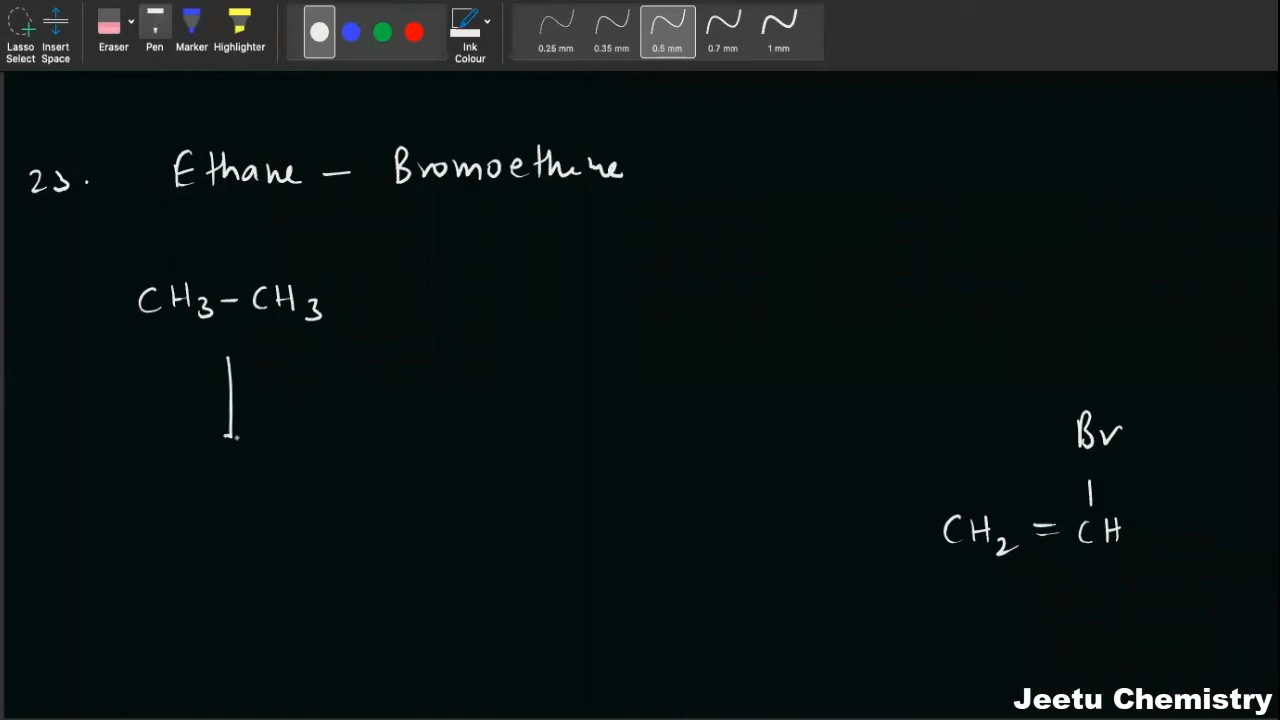 Lasso Select
Insert Space
Eraser
Pen
Marker
Highlighter
Ink Colour
0.25 mm
0.35 mm
0.5 mm
0.7 mm
1 mm
23. Ethane - Bromoethene
CH3-CH3
Br
CH2 = CH
Jeetu Chemistry